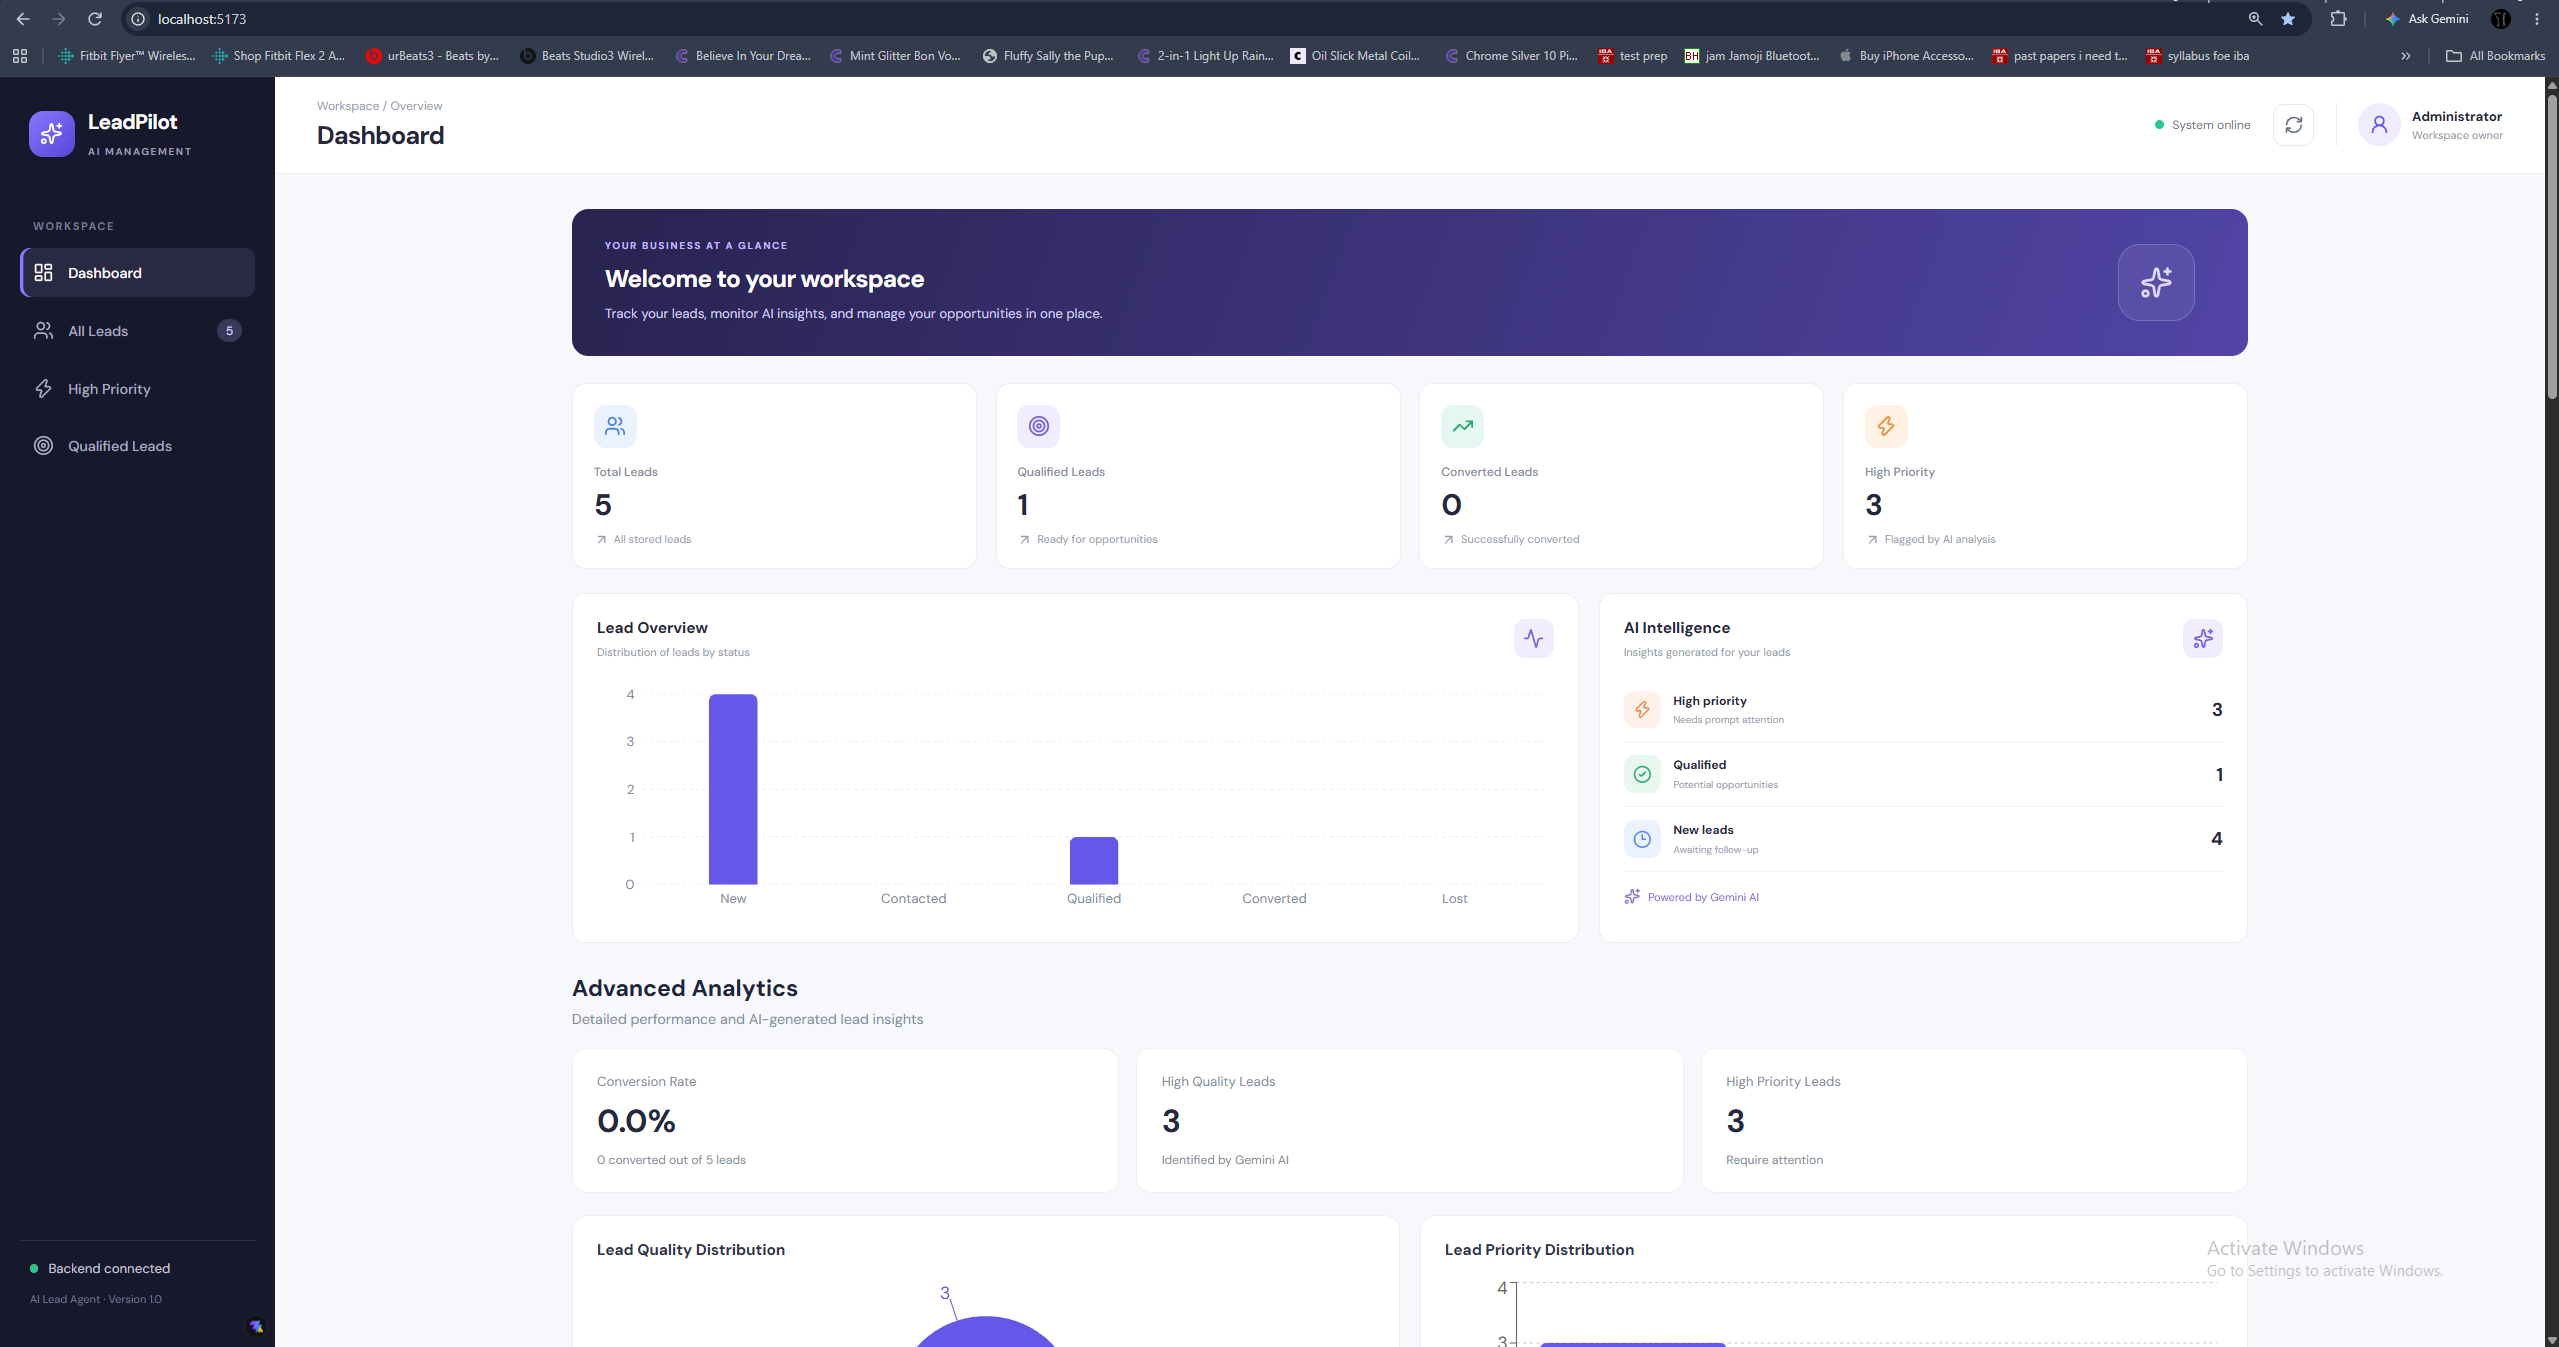 localhost:5173
Ask Gemini
Fitbit Flyer™ Wireles...
Shop Fitbit Flex 2 A...
urBeats3 - Beats by...
Beats Studio3 Wirel...
Believe In Your Drea...
Mint Glitter Bon Vo...
Fluffy Sally the Pup...
2-in-1 Light Up Rain...
Oil Slick Metal Coil...
Chrome Silver 10 Pi...
test prep
jam Jamoji Bluetoot...
Buy iPhone Accesso...
past papers i need t...
syllabus foe iba
All Bookmarks
LeadPilot
AI MANAGEMENT
WORKSPACE
Dashboard
All Leads
5
High Priority
Qualified Leads
Backend connected
AI Lead Agent · Version 1.0
Workspace / Overview
Dashboard
System online
Administrator
Workspace owner
YOUR BUSINESS AT A GLANCE
Welcome to your workspace
Track your leads, monitor AI insights, and manage your opportunities in one place.
Total Leads
5
All stored leads
Qualified Leads
1
Ready for opportunities
Converted Leads
0
Successfully converted
High Priority
3
Flagged by AI analysis
Lead Overview
Distribution of leads by status
4
3
2
1
0
New
Contacted
Qualified
Converted
Lost
AI Intelligence
Insights generated for your leads
High priority
Needs prompt attention
3
Qualified
Potential opportunities
1
New leads
Awaiting follow-up
4
Powered by Gemini AI
Advanced Analytics
Detailed performance and AI-generated lead insights
Conversion Rate
0.0%
0 converted out of 5 leads
High Quality Leads
3
Identified by Gemini AI
High Priority Leads
3
Require attention
Lead Quality Distribution
3
Lead Priority Distribution
4
3
Activate Windows
Go to Settings to activate Windows.